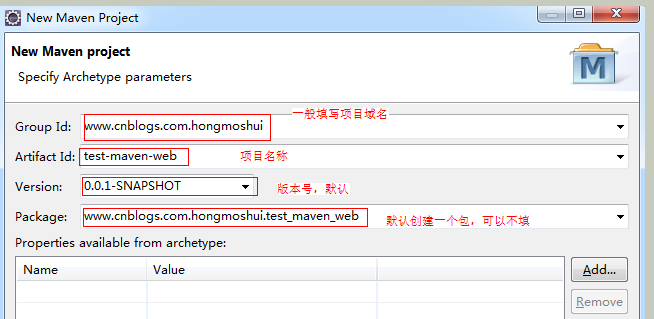 New Maven Project
New Maven project
Specify Archetype parameters
M
一般填写项目域名
Group Id: www.cnblogs.com.hongmoshui
Artifact Id: test-maven-web 项目名称
Version: 0.0.1-SNAPSHOT 版本号，默认
Package: www.cnblogs.com.hongmoshui.test_maven_web 默认创建一个包，可以不填
Properties available from archetype:
Name Value Add...
Remove